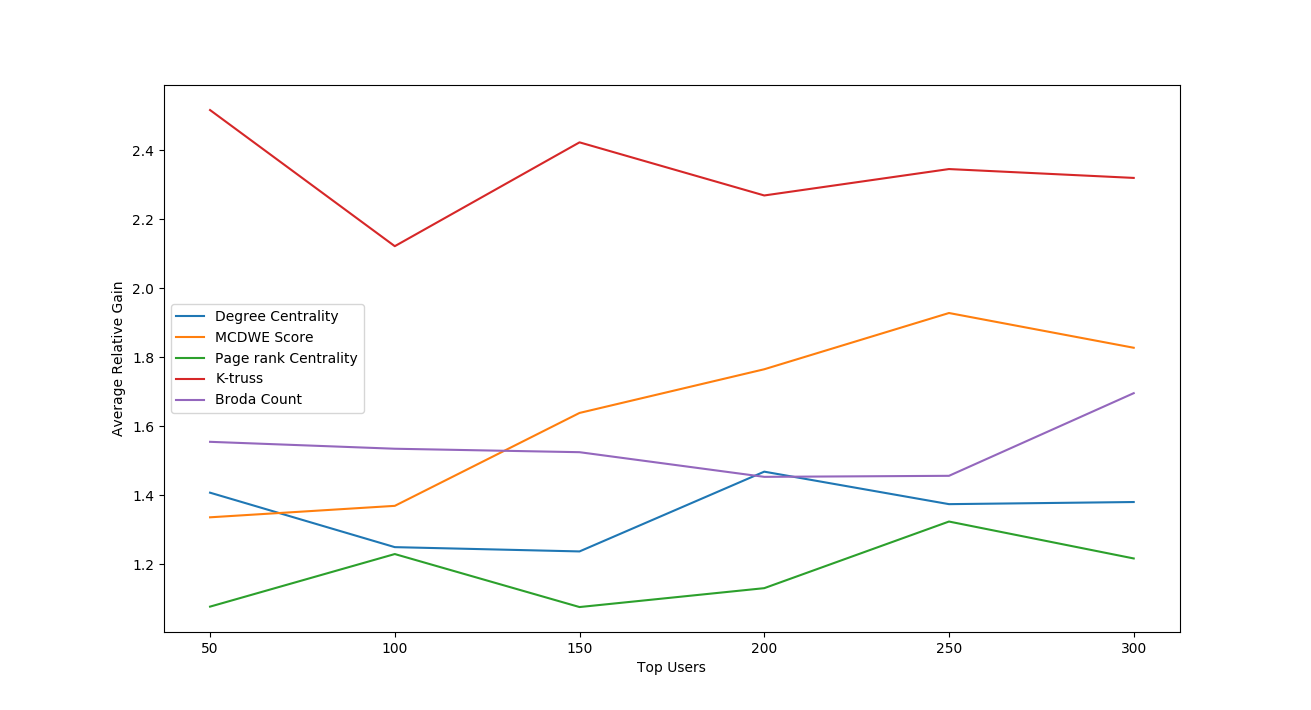 2.4
2.2
2.0
1.8
1.6
1.4
1.2
Average Relative Gain
Degree Centrality
MCDWE Score
Page rank Centrality
K-truss
Broda Count
50 100 150 200 250 300
Top Users